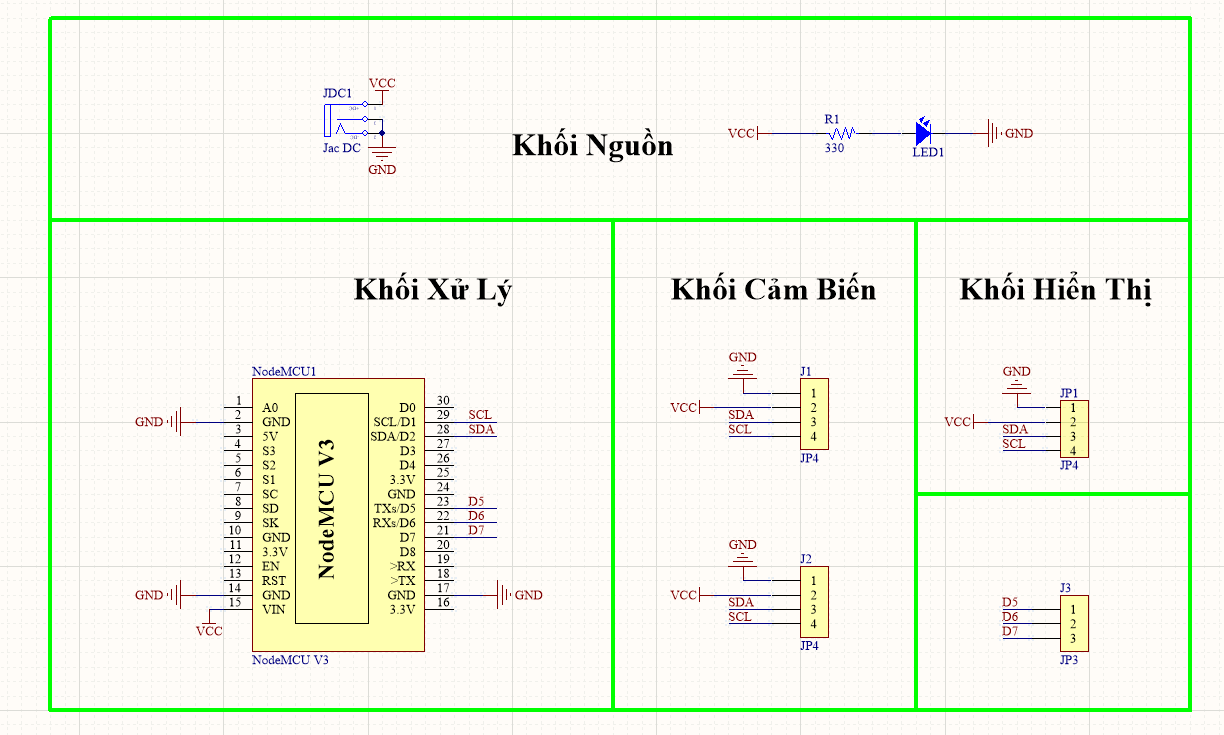 VCC
JDC1
Jac DC
GND
Khối Nguồn
VCC
R1
330
LED1
GND
Khối Xử Lý
NodeMCU1
1 A0
2 GND
3 5V
4 S3
5 S2
6 S1
7 SC
8 SD
9 SK
10 GND
11 3.3V
12 EN
13 RST
14 GND
15 VIN
GND
GND
VCC
NodeMCU V3
D0 30
SCL/D1 29 SCL
SDA/D2 28 SDA
D3 27
D4 26
3.3V 25
GND 24
TXs/D5 23 D5
RXs/D6 22 D6
D7 21 D7
D8 20
>RX 19
>TX 18
GND 17 GND
3.3V 16
NodeMCU V3
Khối Cảm Biến
GND
J1
1
VCC 2
SDA 3
SCL 4
JP4
GND
J2
1
VCC 2
SDA 3
SCL 4
JP4
Khối Hiển Thị
GND
JP1
1
VCC 2
SDA 3
SCL 4
JP4
J3
D5 1
D6 2
D7 3
JP3